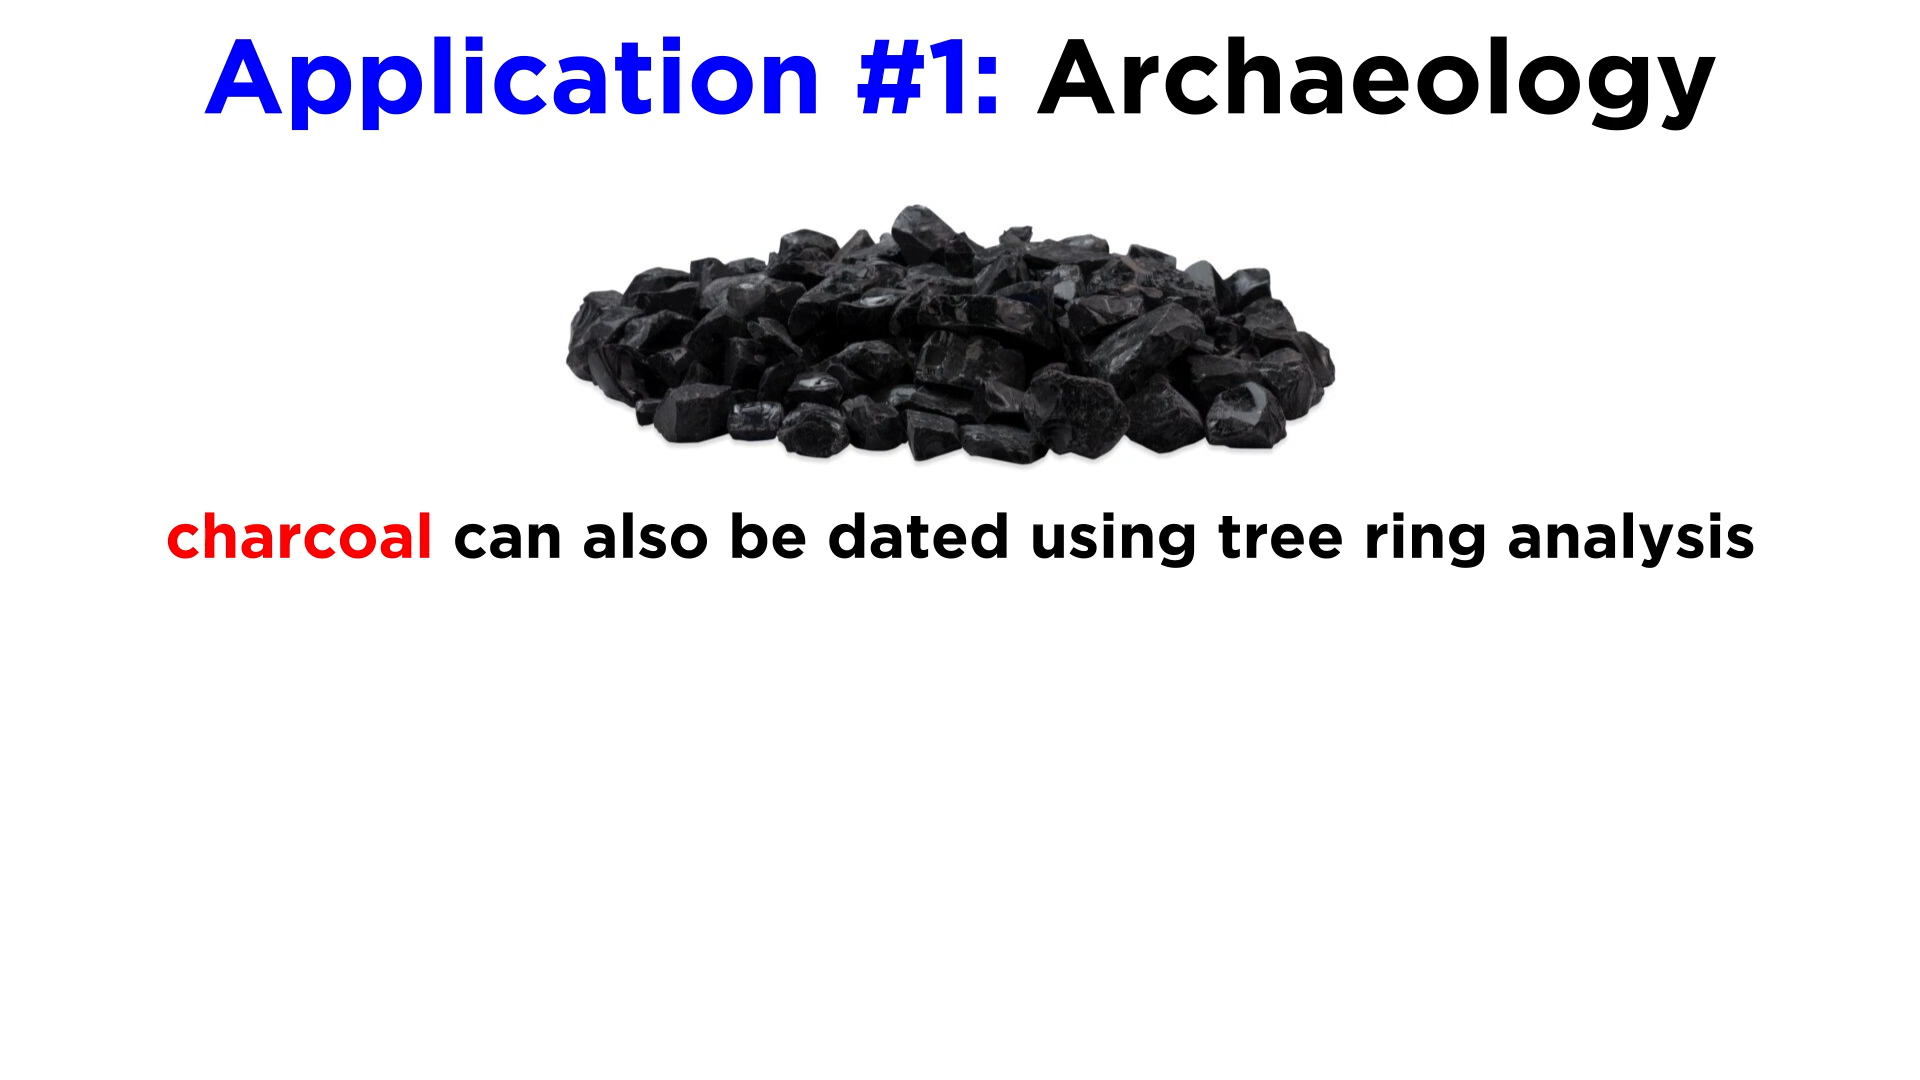 Application #1: Archaeology
charcoal can also be dated using tree ring analysis